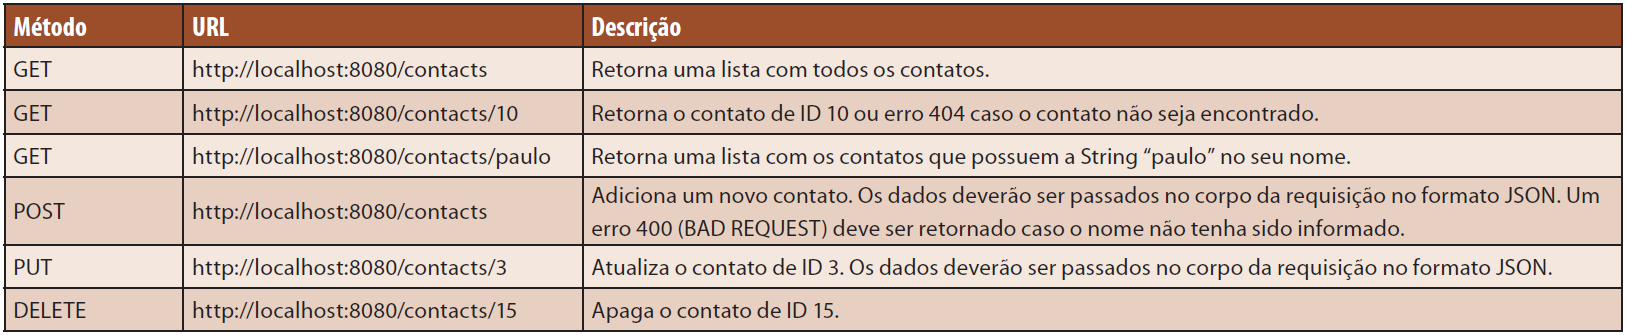 Método URL Descrição
GET http://localhost:8080/contacts Retorna uma lista com todos os contatos.
GET http://localhost:8080/contacts/10 Retorna o contato de ID 10 ou erro 404 caso o contato não seja encontrado.
GET http://localhost:8080/contacts/paulo Retorna uma lista com os contatos que possuem a String “paulo” no seu nome.
POST http://localhost:8080/contacts Adiciona um novo contato. Os dados deverão ser passados no corpo da requisição no formato JSON. Um
erro 400 (BAD REQUEST) deve ser retornado caso o nome não tenha sido informado.
PUT http://localhost:8080/contacts/3 Atualiza o contato de ID 3. Os dados deverão ser passados no corpo da requisição no formato JSON.
DELETE http://localhost:8080/contacts/15 Apaga o contato de ID 15.